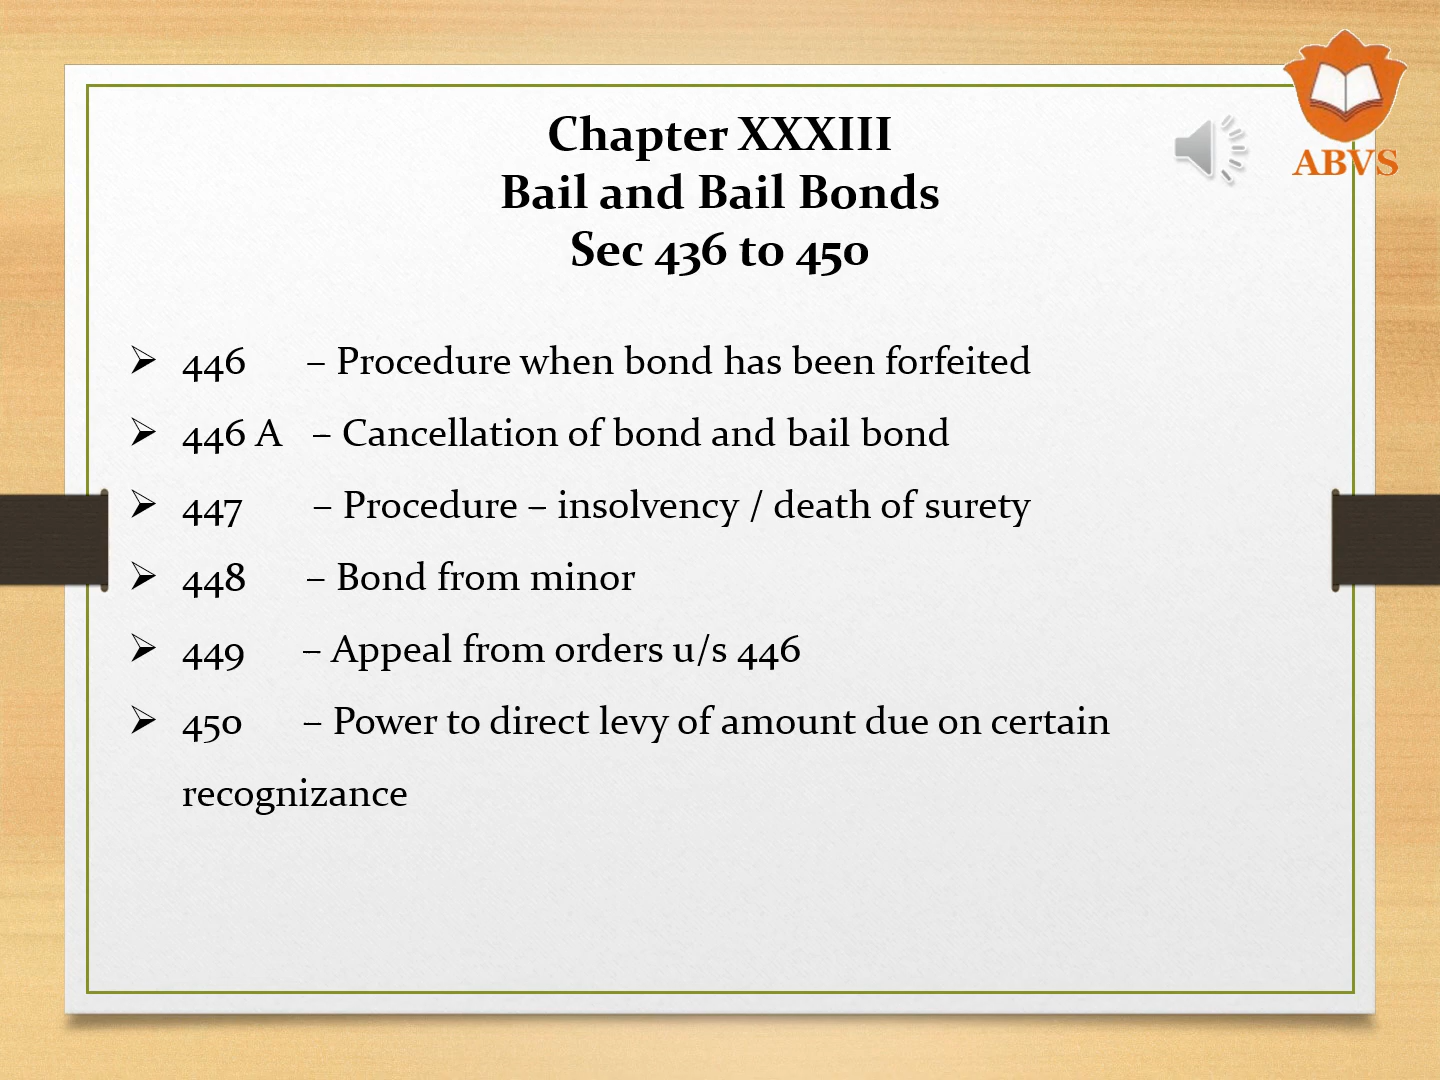 Chapter XXXIII
Bail and Bail Bonds
Sec 436 to 450
ABVS
➢ 446 – Procedure when bond has been forfeited
➢ 446 A – Cancellation of bond and bail bond
➢ 447 – Procedure – insolvency / death of surety
➢ 448 – Bond from minor
➢ 449 – Appeal from orders u/s 446
➢ 450 – Power to direct levy of amount due on certain
recognizance